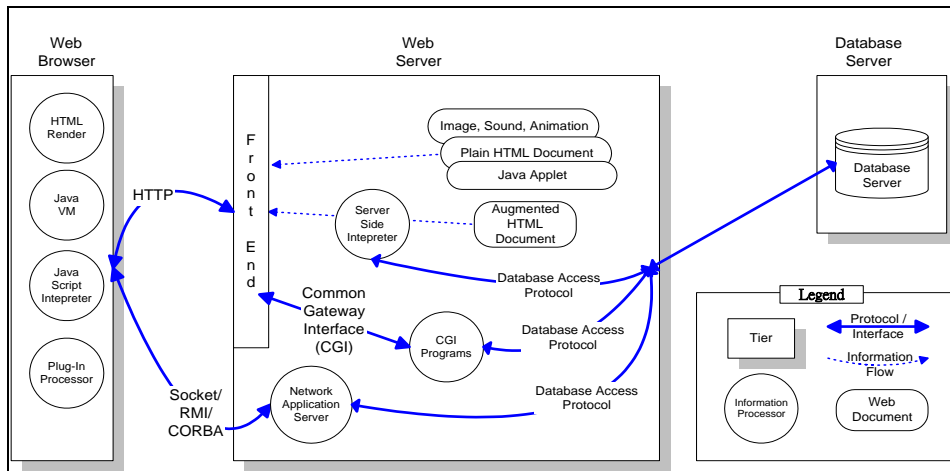 Web
Browser
HTML
Render
Java
VM
Java
Script
Intepreter
Plug-In
Processor
HTTP
Socket/
RMI/
CORBA
Web
Server
F
r
o
n
t
E
n
d
Image, Sound, Animation
Plain HTML Document
Java Applet
Server
Side
Intepreter
Augmented
HTML
Document
Database Access
Protocol
Common
Gateway
Interface
(CGI)
CGI
Programs
Database Access
Protocol
Network
Application
Server
Database Access
Protocol
Database
Server
Database
Server
Legend
Tier
Protocol /
Interface
Information
Flow
Information
Processor
Web
Document